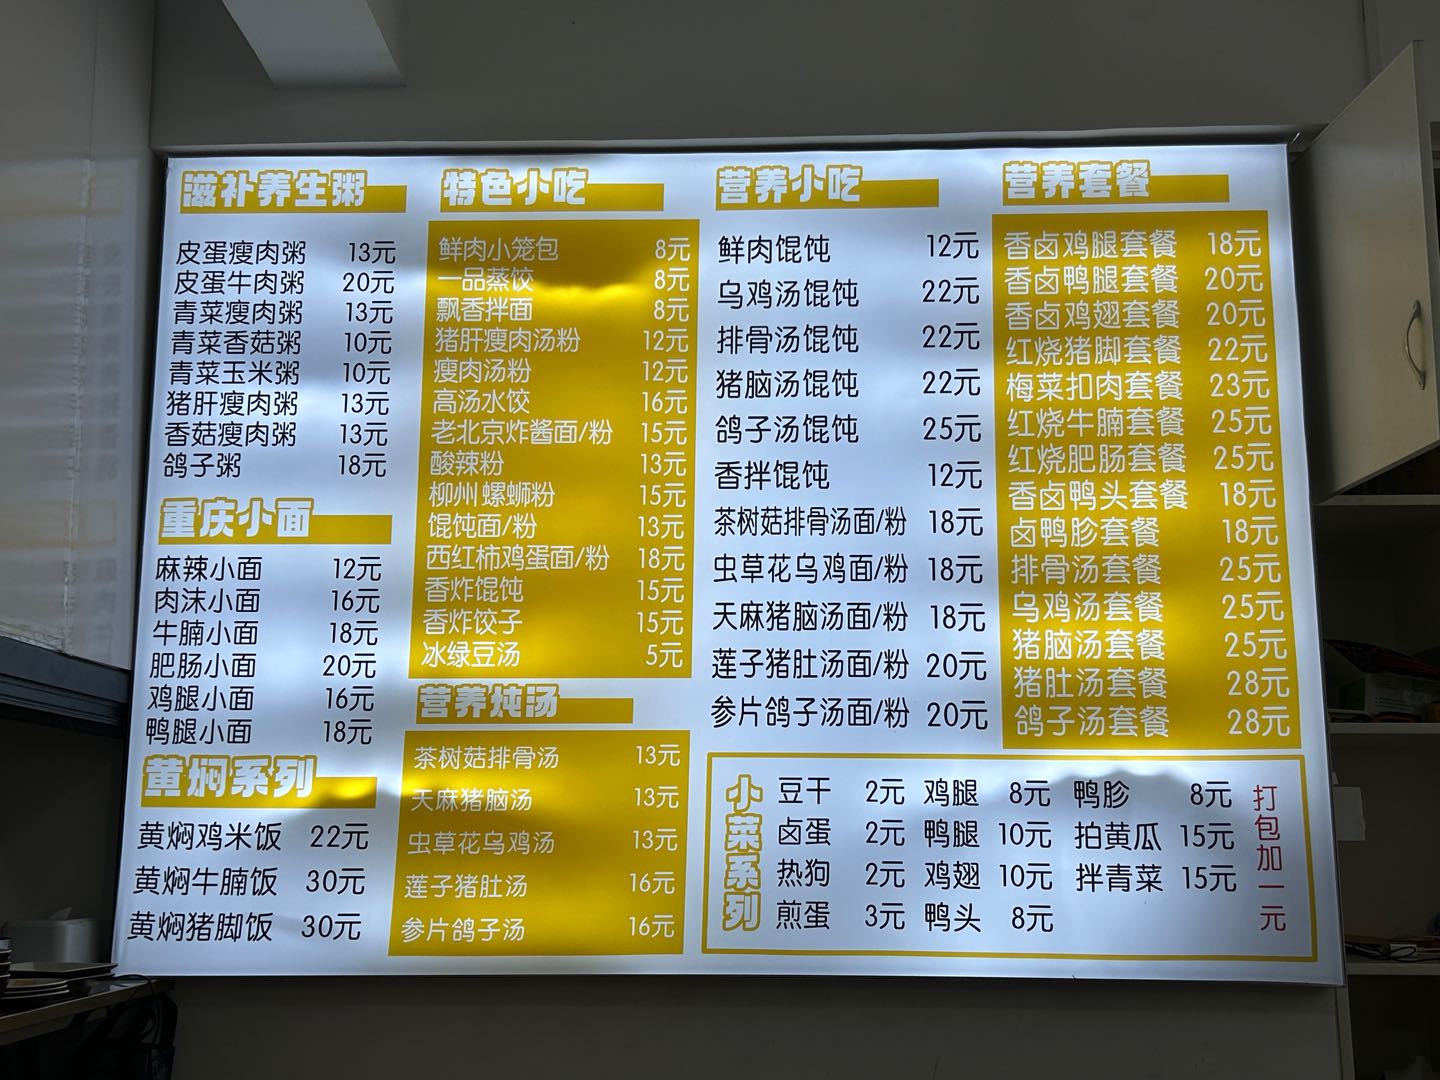 滋补养生粥
皮蛋瘦肉粥 13元
皮蛋牛肉粥 20元
青菜瘦肉粥 13元
青菜香菇粥 10元
青菜玉米粥 10元
猪肝瘦肉粥 13元
香菇瘦肉粥 13元
鸽子粥 18元
重庆小面
麻辣小面 12元
肉沫小面 16元
牛腩小面 18元
肥肠小面 20元
鸡腿小面 16元
鸭腿小面 18元
黄焖系列
黄焖鸡米饭 22元
黄焖牛腩饭 30元
黄焖猪脚饭 30元
特色小吃
鲜肉小笼包 8元
一品蒸饺 8元
飘香拌面 8元
猪肝瘦肉汤粉 12元
瘦肉汤粉 12元
高汤水饺 16元
老北京炸酱面/粉 15元
酸辣粉 13元
柳州螺蛳粉 15元
馄饨面/粉 13元
西红柿鸡蛋面/粉 18元
香炸馄饨 15元
香炸饺子 15元
冰绿豆汤 5元
营养炖汤
茶树菇排骨汤 13元
天麻猪脑汤 13元
虫草花乌鸡汤 13元
莲子猪肚汤 16元
参片鸽子汤 16元
营养小吃
鲜肉馄饨 12元
乌鸡汤馄饨 22元
排骨汤馄饨 22元
猪脑汤馄饨 22元
鸽子汤馄饨 25元
香拌馄饨 12元
茶树菇排骨汤面/粉 18元
虫草花乌鸡面/粉 18元
天麻猪脑汤面/粉 18元
莲子猪肚汤面/粉 20元
参片鸽子汤面/粉 20元
营养套餐
香卤鸡腿套餐 18元
香卤鸭腿套餐 20元
香卤鸡翅套餐 20元
红烧猪脚套餐 22元
梅菜扣肉套餐 23元
红烧牛腩套餐 25元
红烧肥肠套餐 25元
香卤鸭头套餐 18元
卤鸭胗套餐 18元
排骨汤套餐 25元
乌鸡汤套餐 25元
猪脑汤套餐 25元
猪肚汤套餐 28元
鸽子汤套餐 28元
小菜系列
豆干 2元 鸡腿 8元 鸭胗 8元
卤蛋 2元 鸭腿 10元 拍黄瓜 15元
热狗 2元 鸡翅 10元 拌青菜 15元
煎蛋 3元 鸭头 8元
打包加一元